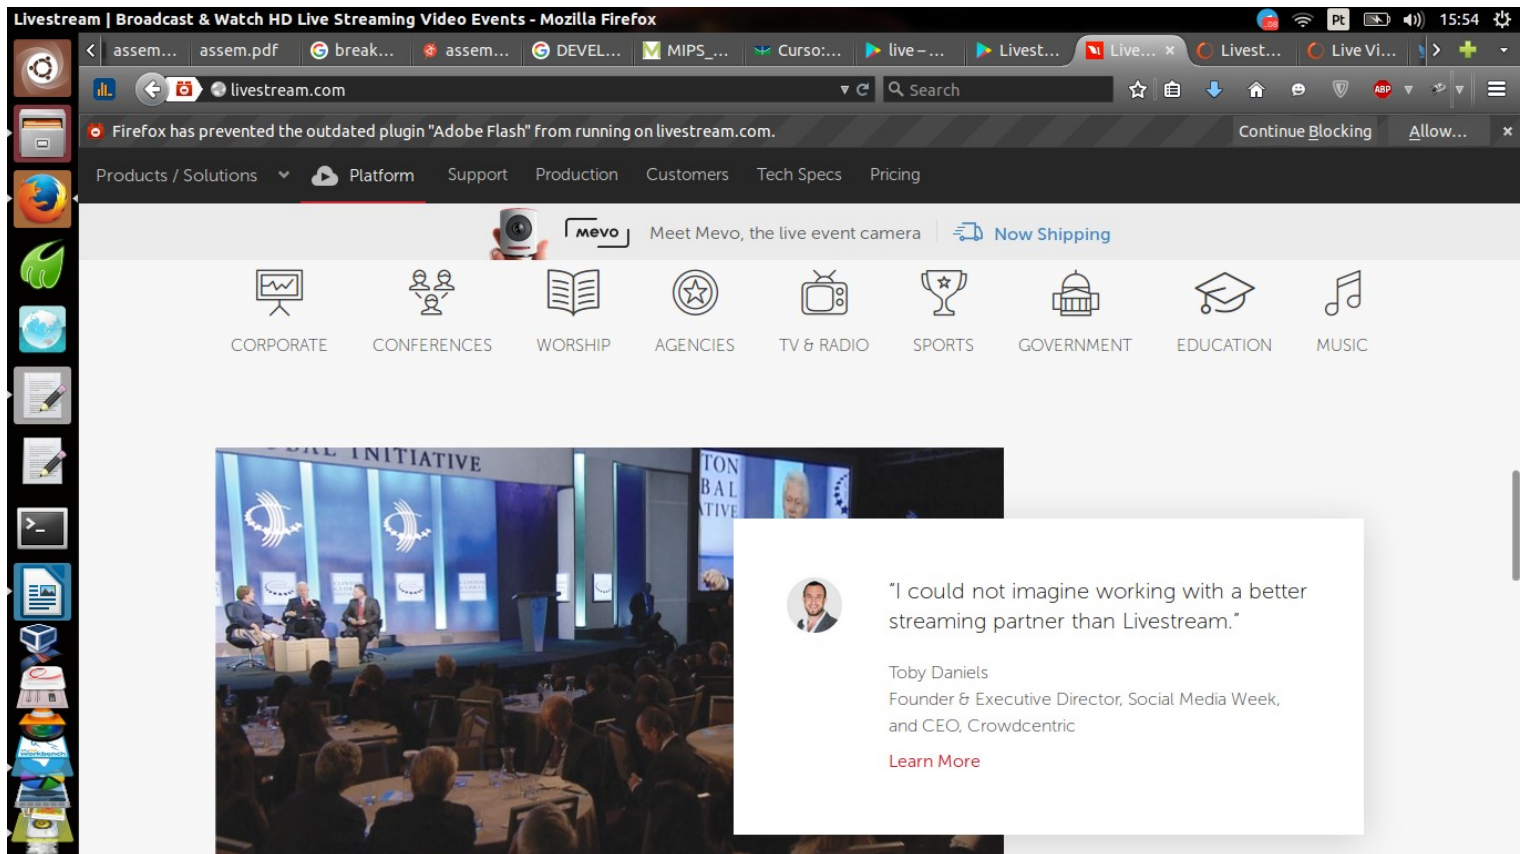 Livestream | Broadcast & Watch HD Live Streaming Video Events - Mozilla Firefox
Pt
15:54
assem...
assem.pdf
break...
assem...
DEVEL...
MIPS_...
Curso:...
live – ...
Livest...
Live...
Livest...
Live Vi...
livestream.com
Search
ABP
Firefox has prevented the outdated plugin "Adobe Flash" from running on livestream.com.
Continue Blocking
Allow...
Products / Solutions
Platform
Support
Production
Customers
Tech Specs
Pricing
mevo
Meet Mevo, the live event camera
Now Shipping
CORPORATE
CONFERENCES
WORSHIP
AGENCIES
TV & RADIO
SPORTS
GOVERNMENT
EDUCATION
MUSIC
INITIATIVE
TON
BAL
IATIVE
“I could not imagine working with a better
streaming partner than Livestream.”
Toby Daniels
Founder & Executive Director, Social Media Week,
and CEO, Crowdcentric
Learn More